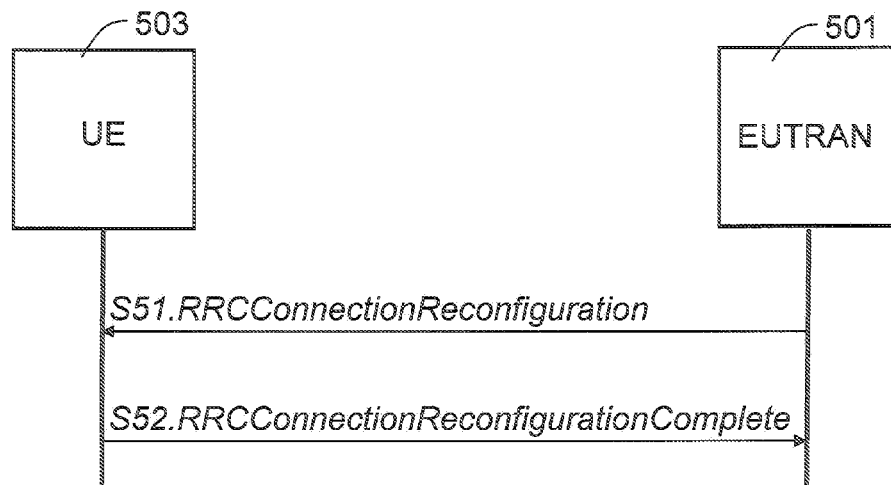 503
501
UE
EUTRAN
S51.RRCConnectionReconfiguration
S52.RRCConnectionReconfigurationComplete